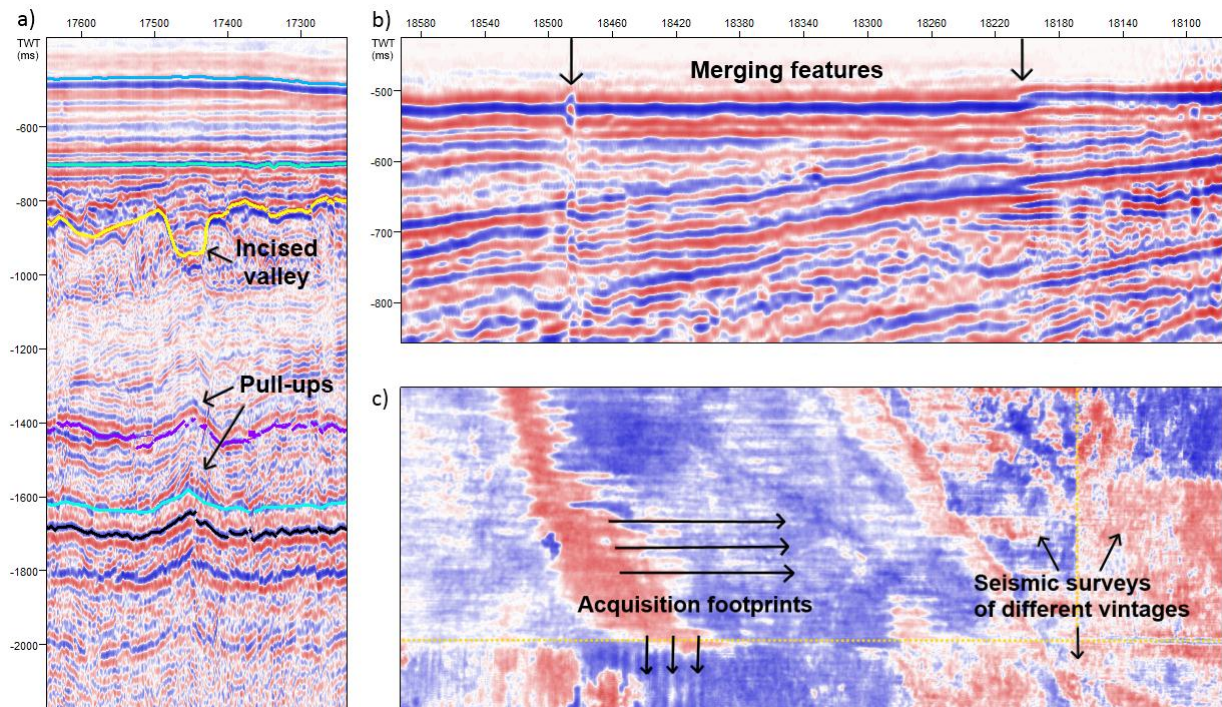 a)
17600 17500 17400 17300
TWT
(ms)
-600
-800
-1000
-1200
-1400
-1600
-1800
-2000
Incised
valley
Pull-ups
b)
18580 18540 18500 18460 18420 18380 18340 18300 18260 18220 18180 18140 18100
TWT
(ms)
-500
-600
-700
-800
Merging features
c)
Acquisition footprints
Seismic surveys
of different vintages